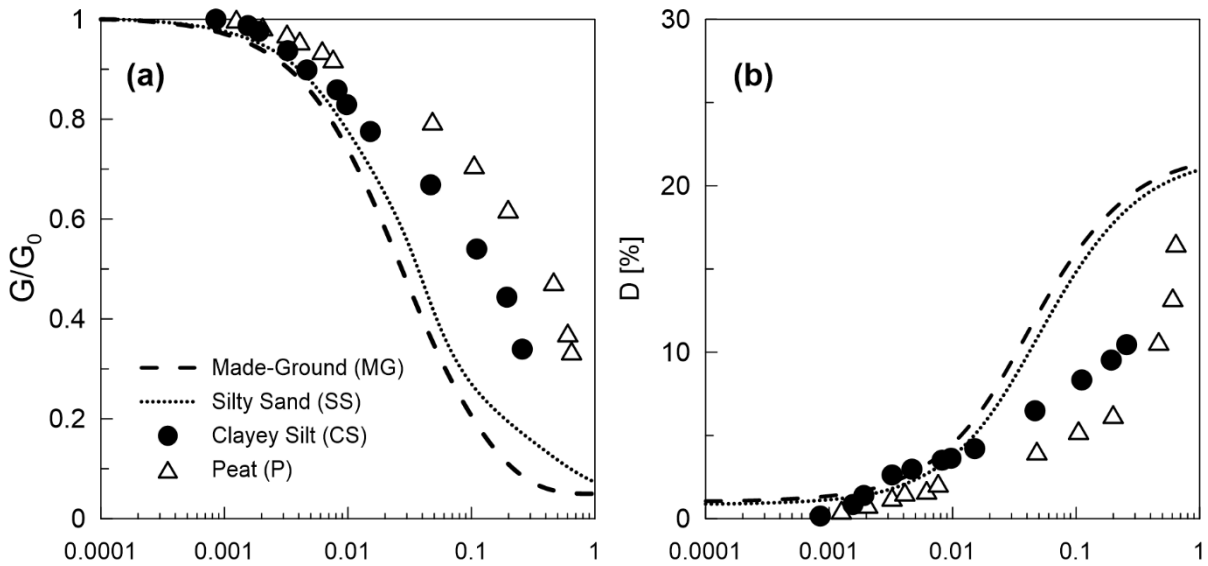 (a)
G/G0
1
0.8
0.6
0.4
0.2
0
Made-Ground (MG)
Silty Sand (SS)
Clayey Silt (CS)
Peat (P)
0.0001 0.001 0.01 0.1 1
(b)
D [%]
30
20
10
0
0.0001 0.001 0.01 0.1 1